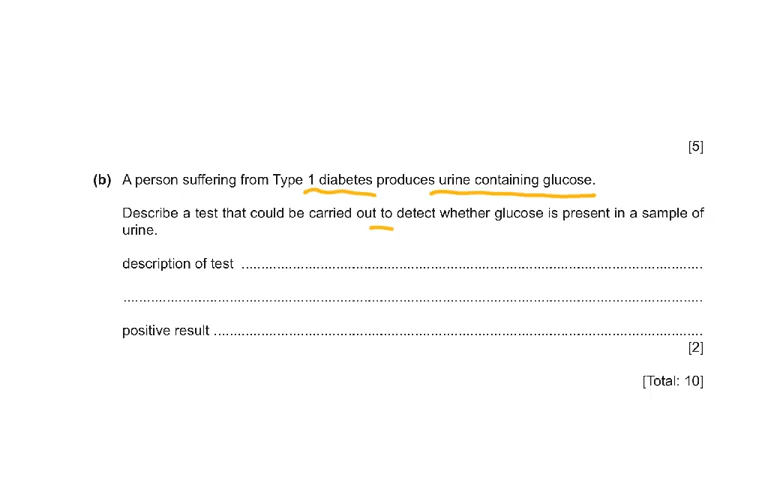 [5]
(b) A person suffering from Type 1 diabetes produces urine containing glucose.
Describe a test that could be carried out to detect whether glucose is present in a sample of
urine.
description of test ......................................................................................................................
....................................................................................................................................................
positive result .............................................................................................................................
[2]
[Total: 10]